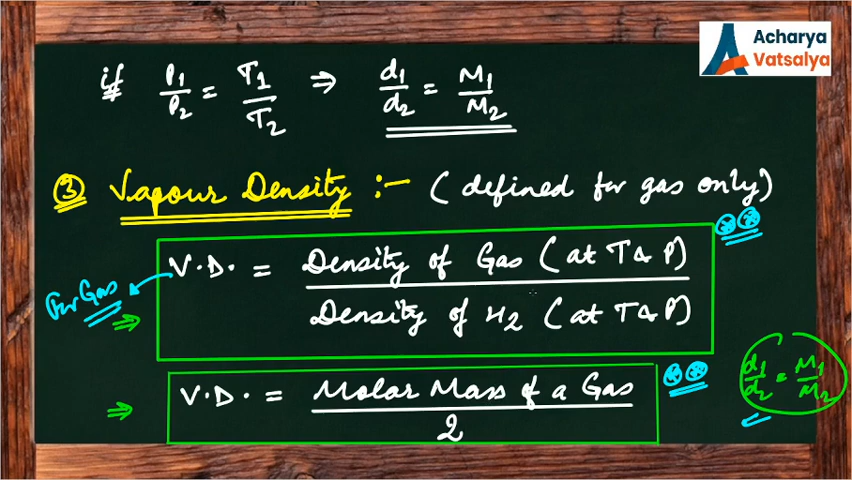 Acharya
Vatsalya
if P1/P2 = T1/T2 ⇒ d1/d2 = M1/M2
③ Vapour Density :- (defined for gas only)
For Gas
⇒ V.D. = Density of Gas (at T & P) / Density of H2 (at T & P)
⇒ V.D. = Molar Mass of a Gas / 2
d1/d2 = M1/M2